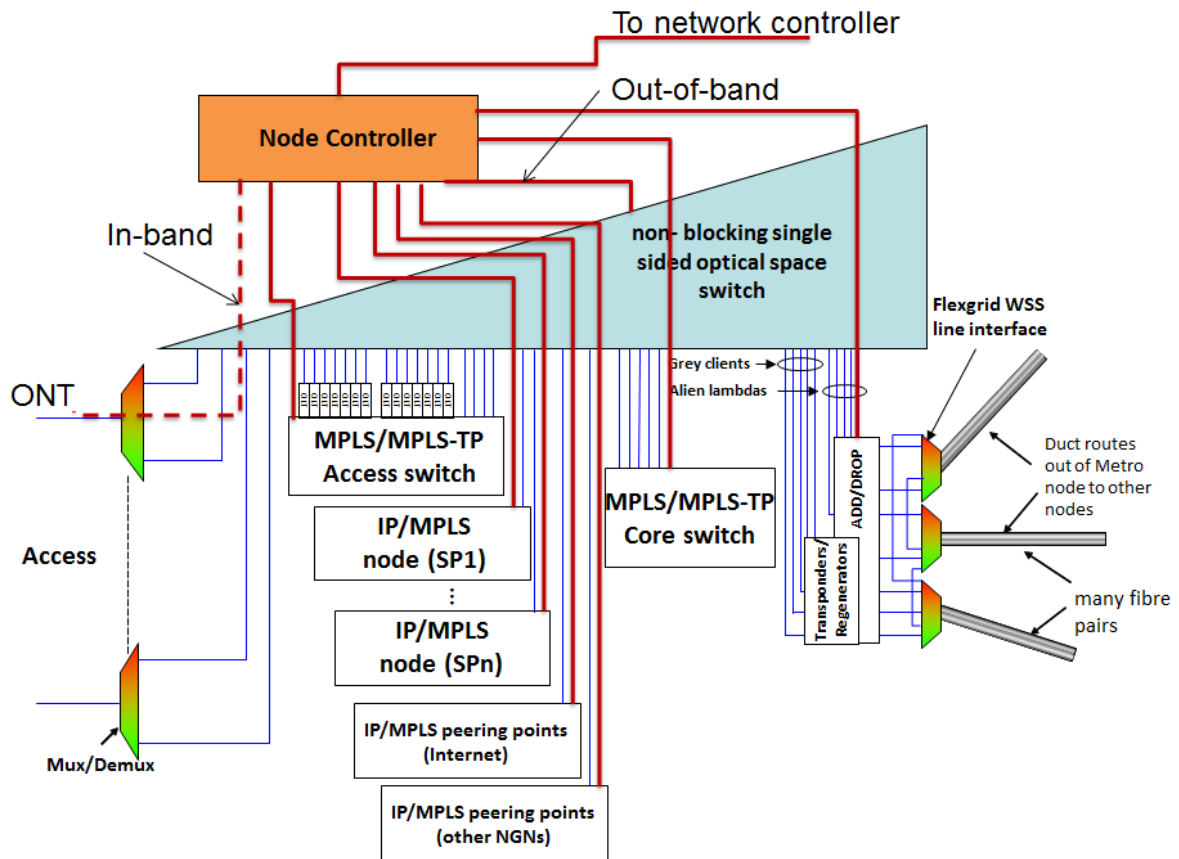 To network controller
Out-of-band
Node Controller
In-band
non- blocking single
sided optical space
switch
Flexgrid WSS
line interface
Grey clients
Alien lambdas
ONT
MPLS/MPLS-TP
Access switch
Duct routes
out of Metro
node to other
nodes
ADD/DROP
MPLS/MPLS-TP
Core switch
IP/MPLS
node (SP1)
...
Access
Transponders/
Regenerators
many fibre
pairs
IP/MPLS
node (SPn)
IP/MPLS peering points
(Internet)
Mux/Demux
IP/MPLS peering points
(other NGNs)